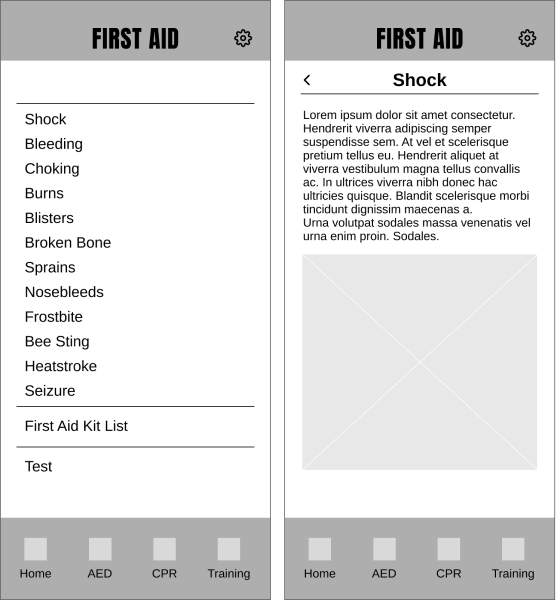 FIRST AID
Shock
Bleeding
Choking
Burns
Blisters
Broken Bone
Sprains
Nosebleeds
Frostbite
Bee Sting
Heatstroke
Seizure
First Aid Kit List
Test
Home AED CPR Training
FIRST AID
Shock
Lorem ipsum dolor sit amet consectetur.
Hendrerit viverra adipiscing semper
suspendisse sem. At vel et scelerisque
pretium tellus eu. Hendrerit aliquet at
viverra vestibulum magna tellus convallis
ac. In ultrices viverra nibh donec hac
ultricies quisque. Blandit scelerisque morbi
tincidunt dignissim maecenas a.
Urna volutpat sodales massa venenatis vel
urna enim proin. Sodales.
Home AED CPR Training